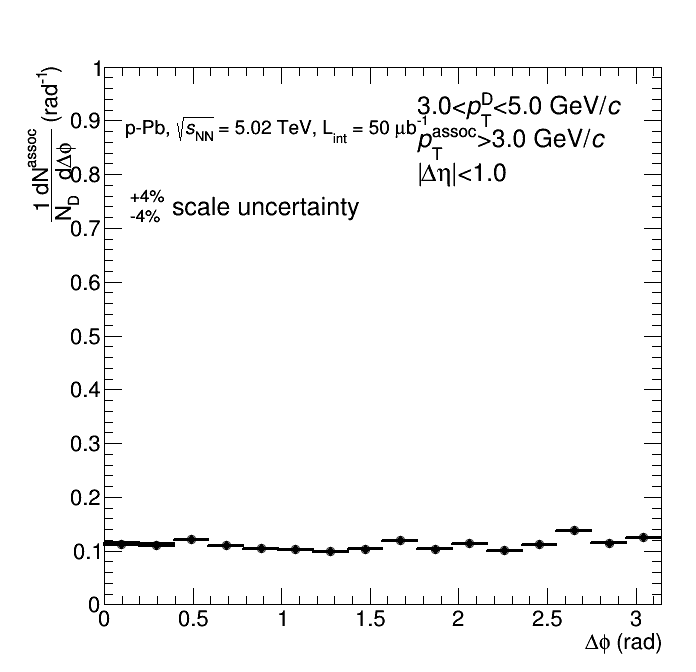 1 dN^assoc / N_D dΔφ (rad^-1)
p-Pb, √s_NN = 5.02 TeV, L_int = 50 μb^-1
3.0<p_T^D<5.0 GeV/c
p_T^assoc>3.0 GeV/c
|Δη|<1.0
+4%
-4% scale uncertainty
1
0.9
0.8
0.7
0.6
0.5
0.4
0.3
0.2
0.1
0
0 0.5 1 1.5 2 2.5 3
Δφ (rad)